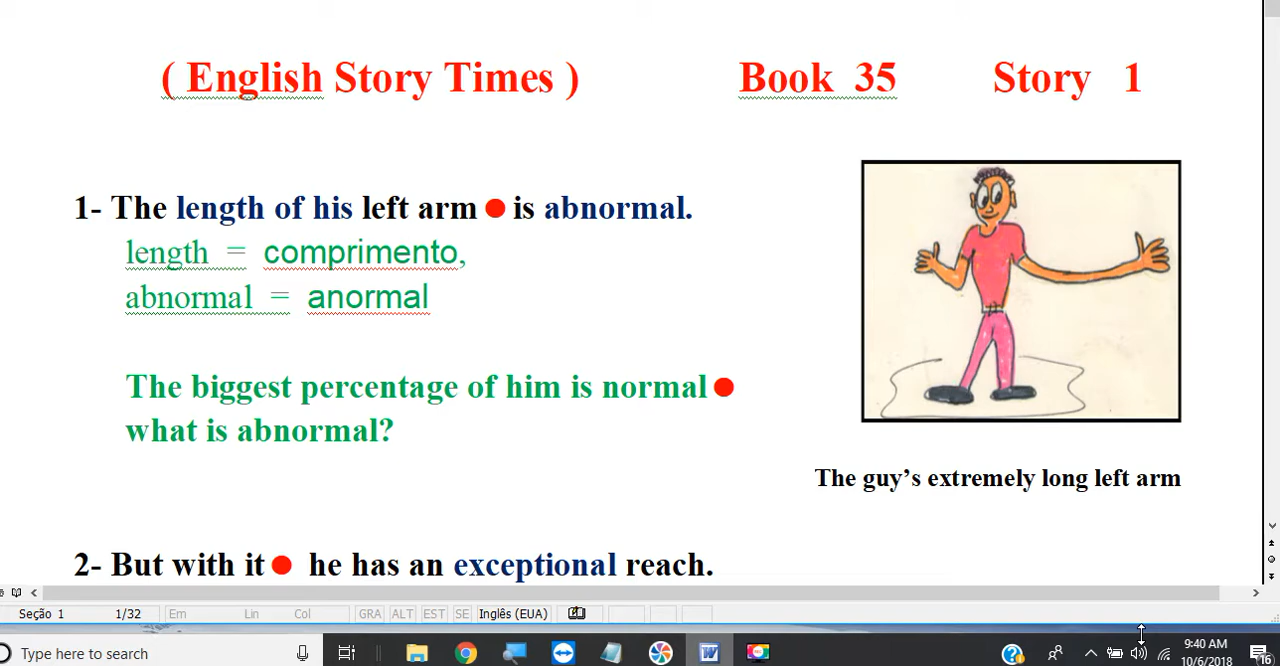 ( English Story Times ) Book 35 Story 1
1- The length of his left arm ● is abnormal.
length = comprimento,
abnormal = anormal
The biggest percentage of him is normal ●
what is abnormal?
The guy’s extremely long left arm
2- But with it ● he has an exceptional reach.
Seção 1 1/32 Em Lin Col GRA ALT EST SE Inglês (EUA)
Type here to search
9:40 AM
10/6/2018
16